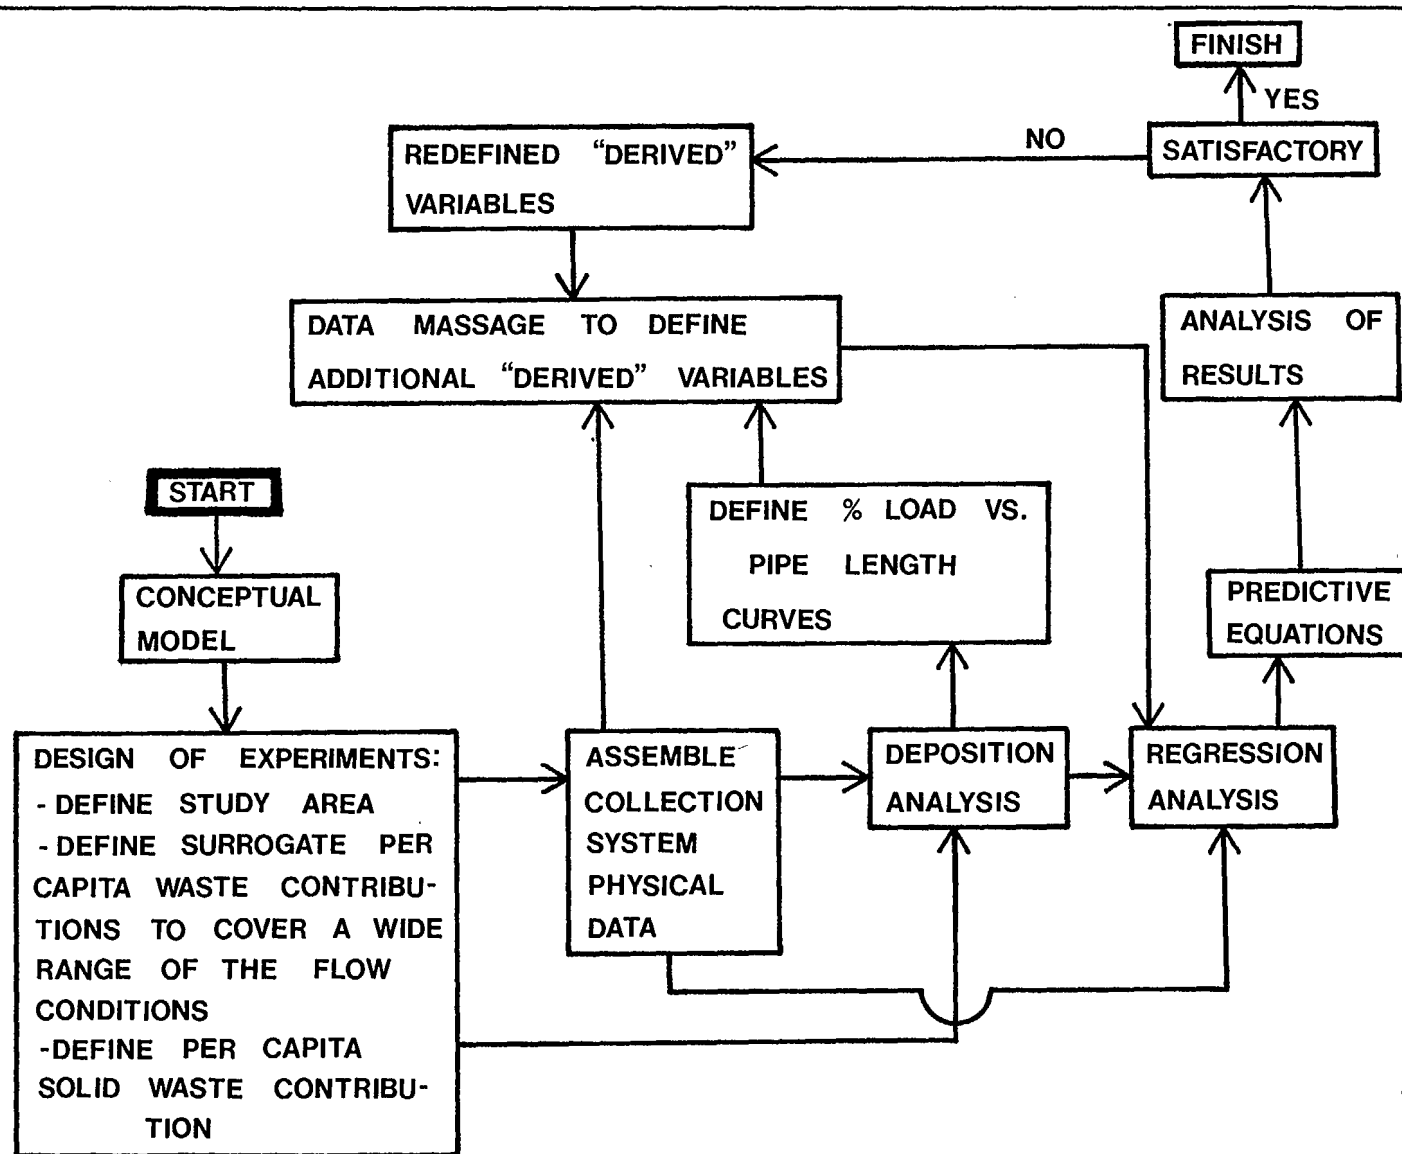 FINISH
YES
NO
SATISFACTORY
REDEFINED “DERIVED”
VARIABLES
DATA MASSAGE TO DEFINE
ADDITIONAL “DERIVED” VARIABLES
ANALYSIS OF
RESULTS
START
DEFINE % LOAD VS.
PIPE LENGTH
CURVES
CONCEPTUAL
MODEL
PREDICTIVE
EQUATIONS
DESIGN OF EXPERIMENTS:
- DEFINE STUDY AREA
- DEFINE SURROGATE PER
CAPITA WASTE CONTRIBU-
TIONS TO COVER A WIDE
RANGE OF THE FLOW
CONDITIONS
-DEFINE PER CAPITA
SOLID WASTE CONTRIBU-
TION
ASSEMBLE
COLLECTION
SYSTEM
PHYSICAL
DATA
DEPOSITION
ANALYSIS
REGRESSION
ANALYSIS